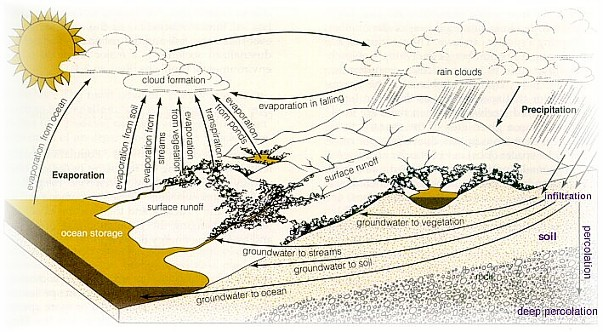 cloud formation
rain clouds
evaporation in falling
Precipitation
evaporation from ocean
evaporation from soil
evaporation from
streams
evaporation
from vegetation
transpiration
evaporation
from ponds
Evaporation
surface runoff
surface runoff
ocean storage
infiltration
groundwater to vegetation
groundwater to streams
groundwater to soil
groundwater to ocean
soil
percolation
rock
deep percolation